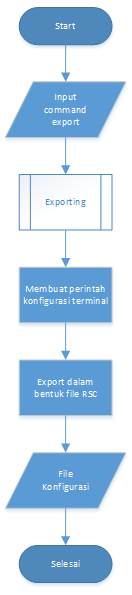 Start
Input
command
export
Exporting
Membuat perintah
konfigurasi terminal
Export dalam
bentuk file RSC
File
Konfigurasi
Selesai